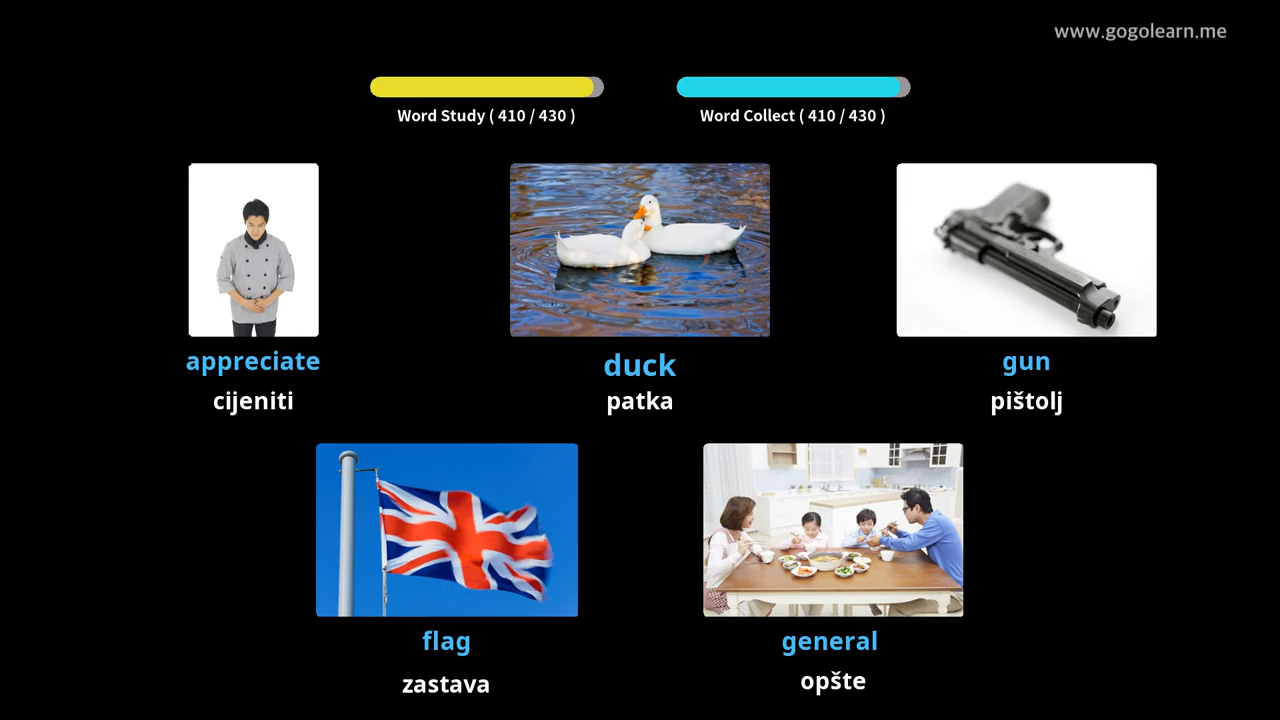 www.gogolearn.me
Word Study ( 410 / 430 )
Word Collect ( 410 / 430 )
appreciate
cijeniti
duck
patka
gun
pištolj
flag
zastava
general
opšte